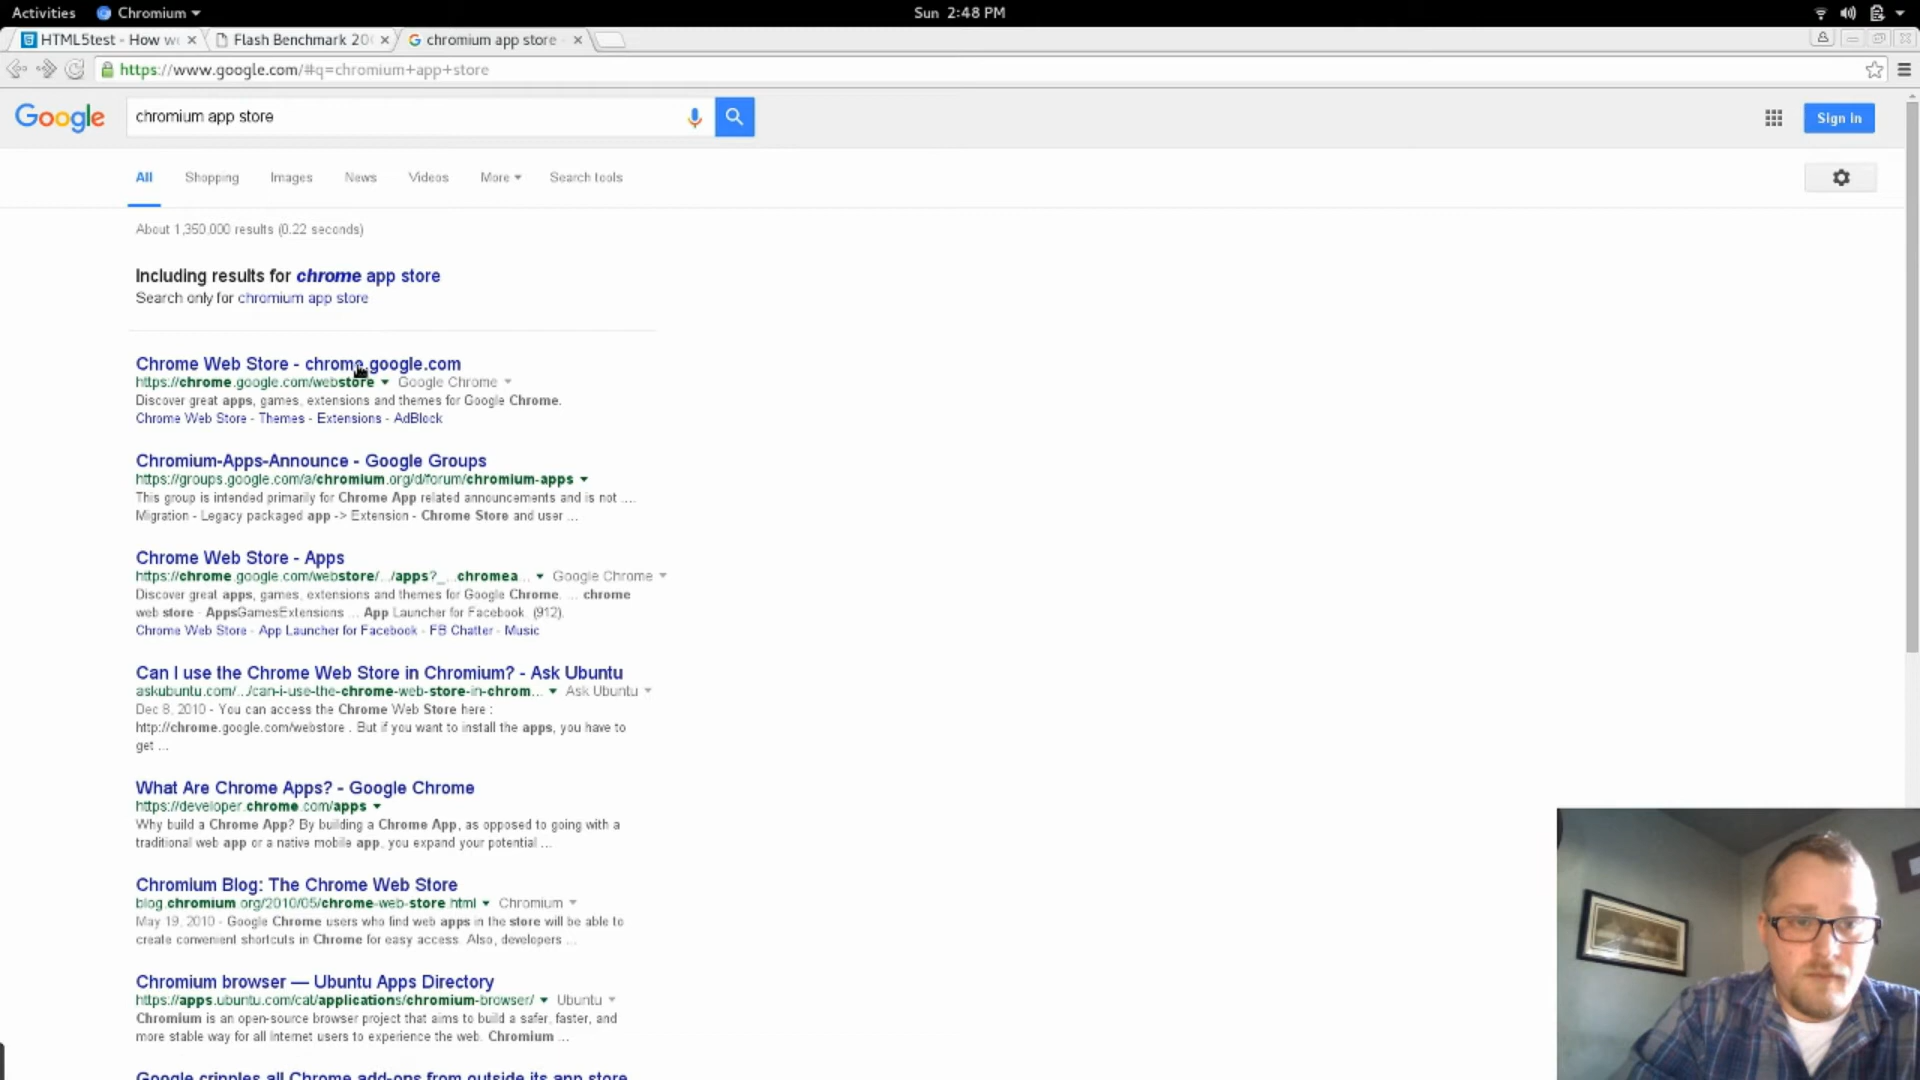 Activities Chromium Sun 2:48 PM
HTML5test - How we Flash Benchmark 20 chromium app store
https://www.google.com/#q=chromium+app+store
Google chromium app store Sign in
All Shopping Images News Videos More Search tools
About 1,350,000 results (0.22 seconds)
Including results for chrome app store
Search only for chromium app store
Chrome Web Store - chrome.google.com
https://chrome.google.com/webstore Google Chrome
Discover great apps, games, extensions and themes for Google Chrome.
Chrome Web Store - Themes - Extensions - AdBlock
Chromium-Apps-Announce - Google Groups
https://groups.google.com/a/chromium.org/d/forum/chromium-apps
This group is intended primarily for Chrome App related announcements and is not ....
Migration - Legacy packaged app -> Extension - Chrome Store and user ...
Chrome Web Store - Apps
https://chrome.google.com/webstore/.../apps?_...chromea... Google Chrome
Discover great apps, games, extensions and themes for Google Chrome. ... chrome
web store · AppsGamesExtensions ... App Launcher for Facebook. (912).
Chrome Web Store - App Launcher for Facebook - FB Chatter - Music
Can I use the Chrome Web Store in Chromium? - Ask Ubuntu
askubuntu.com/.../can-i-use-the-chrome-web-store-in-chrom... Ask Ubuntu
Dec 8, 2010 - You can access the Chrome Web Store here :
http://chrome.google.com/webstore . But if you want to install the apps, you have to
get ...
What Are Chrome Apps? - Google Chrome
https://developer.chrome.com/apps
Why build a Chrome App? By building a Chrome App, as opposed to going with a
traditional web app or a native mobile app, you expand your potential ...
Chromium Blog: The Chrome Web Store
blog.chromium.org/2010/05/chrome-web-store.html Chromium
May 19, 2010 - Google Chrome users who find web apps in the store will be able to
create convenient shortcuts in Chrome for easy access. Also, developers ...
Chromium browser — Ubuntu Apps Directory
https://apps.ubuntu.com/cat/applications/chromium-browser/ Ubuntu
Chromium is an open-source browser project that aims to build a safer, faster, and
more stable way for all Internet users to experience the web. Chromium ...
Google cripples all Chrome add-ons from outside its app store